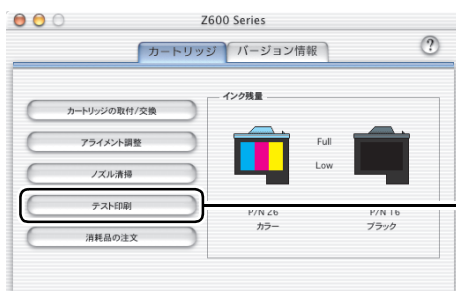 Z600 Series
カートリッジ
バージョン情報
?
カートリッジの取付/交換
アライメント調整
ノズル清掃
テスト印刷
消耗品の注文
インク残量
Full
Low
P/N 26
カラー
P/N 16
ブラック